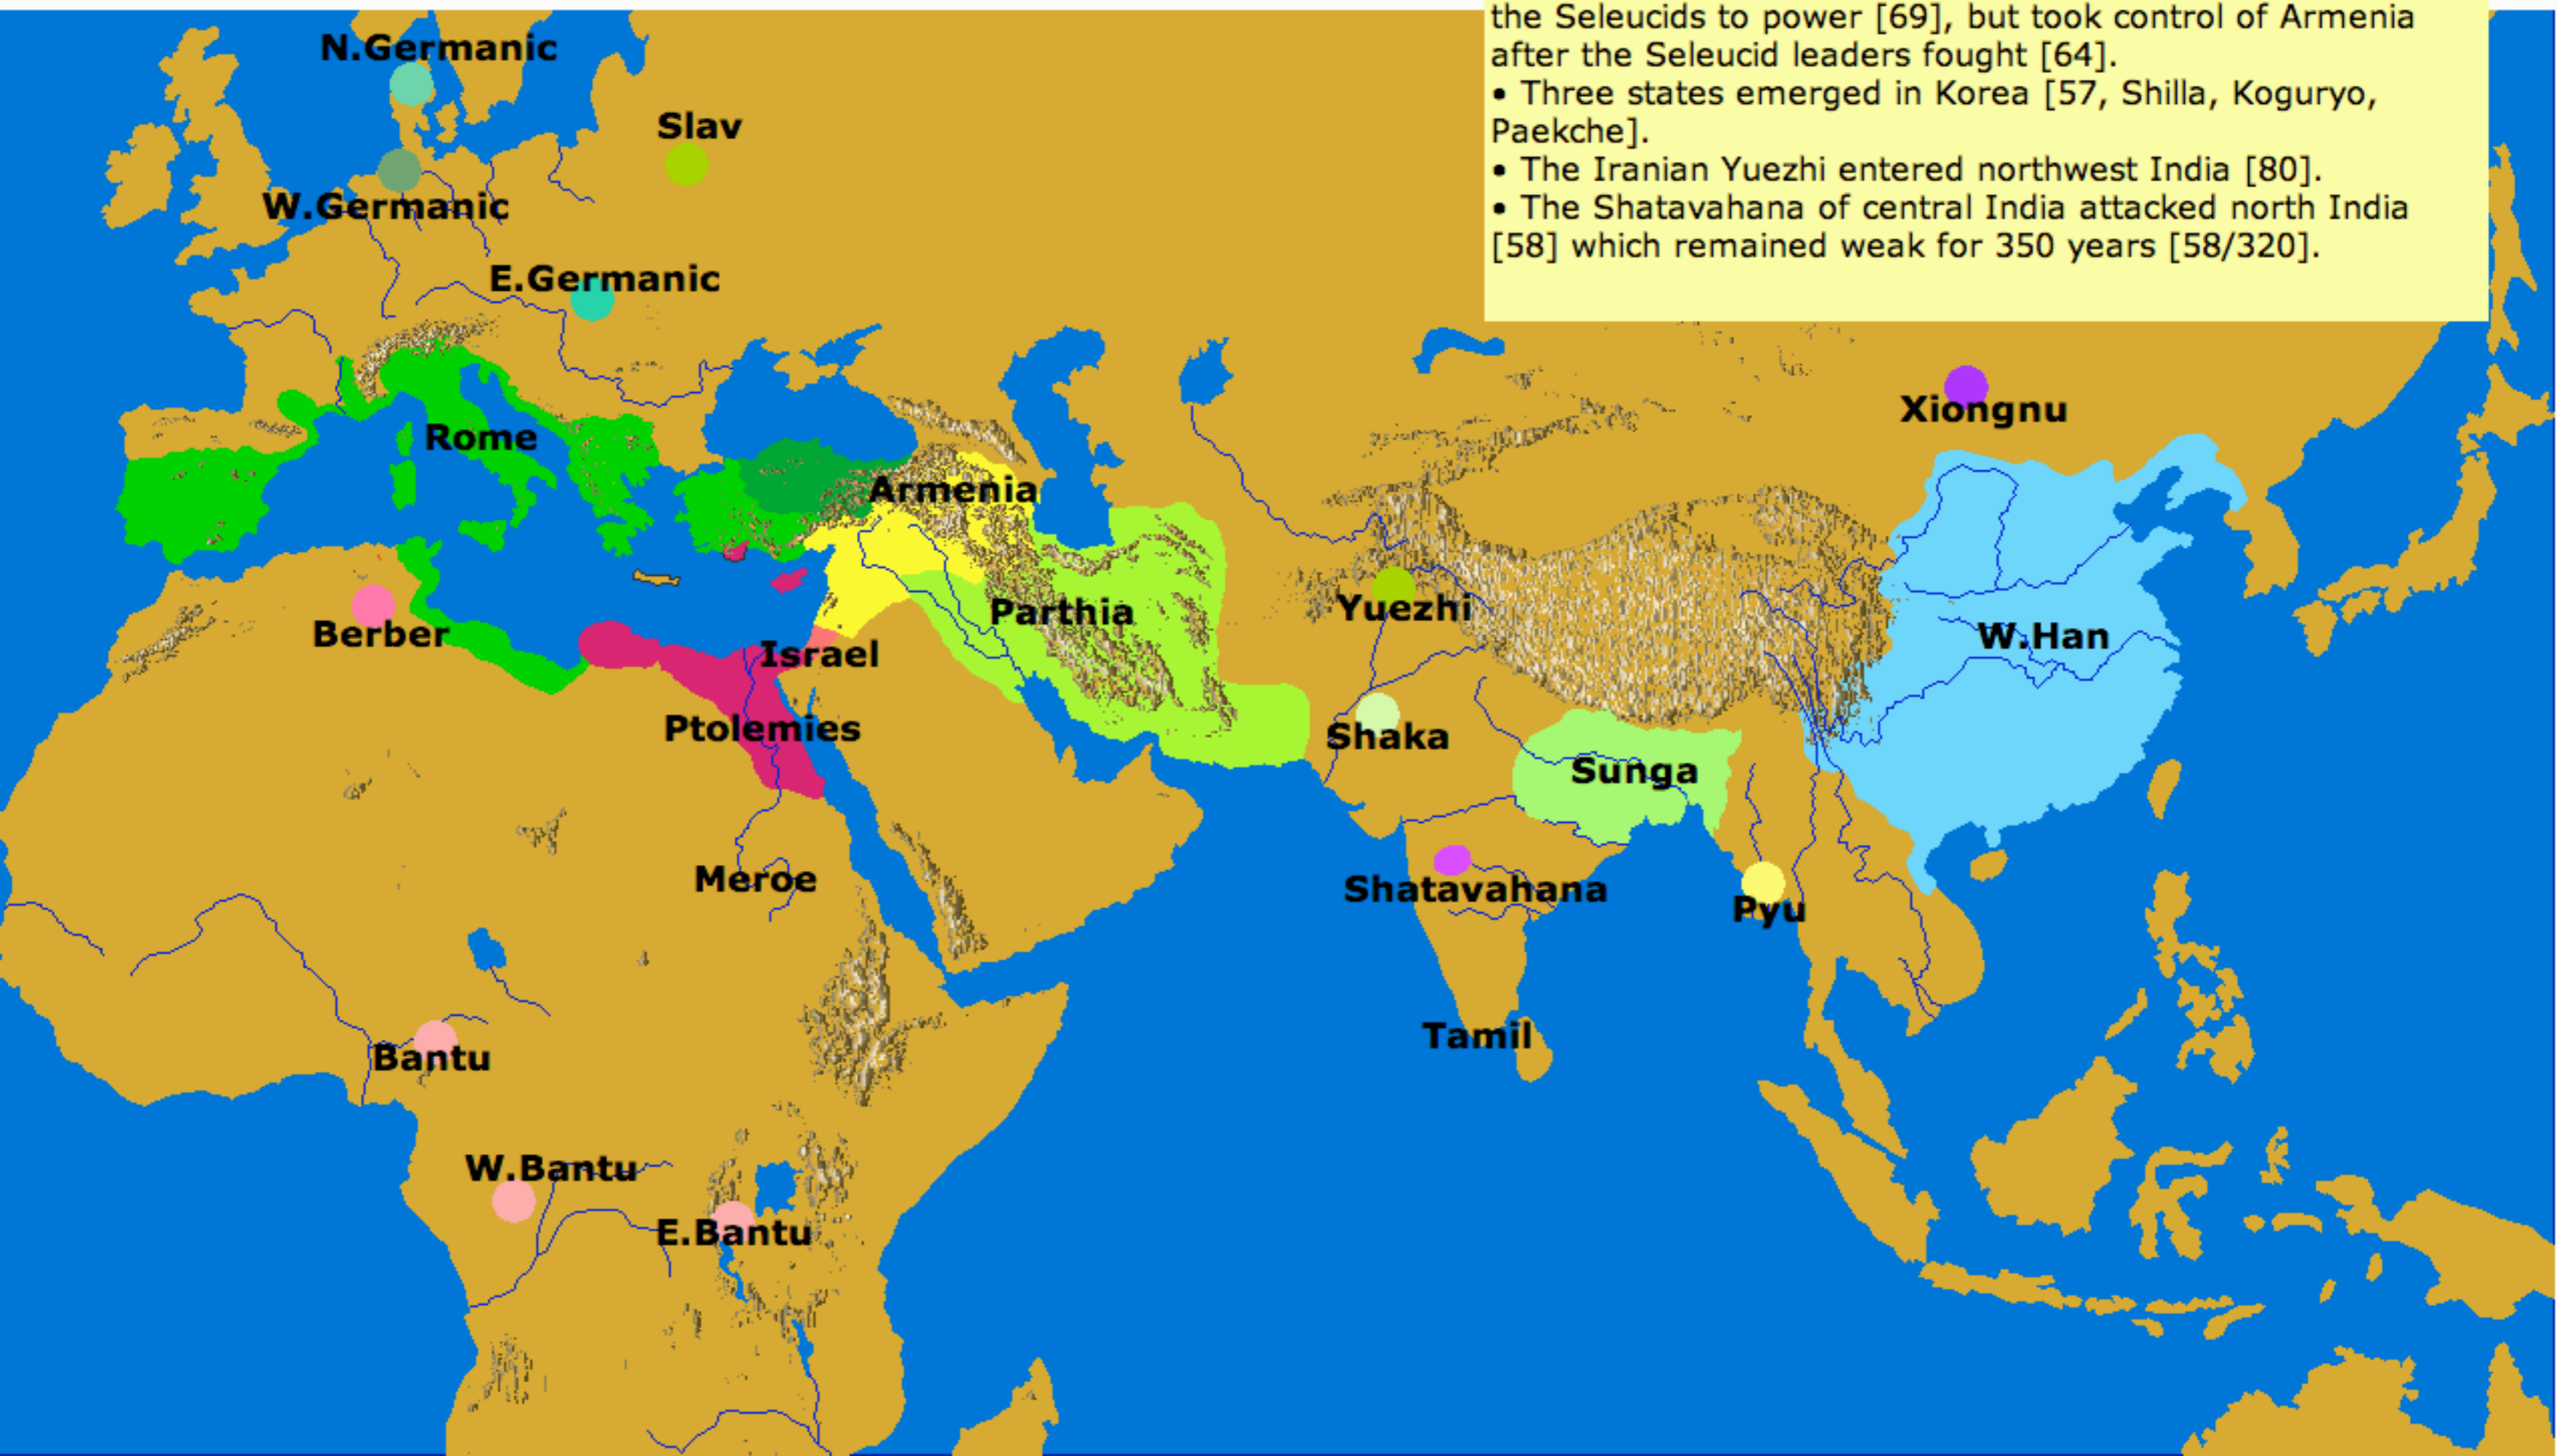 the Seleucids to power [69], but took control of Armenia
after the Seleucid leaders fought [64].
• Three states emerged in Korea [57, Shilla, Koguryo,
Paekche].
• The Iranian Yuezhi entered northwest India [80].
• The Shatavahana of central India attacked north India
[58] which remained weak for 350 years [58/320].
N.Germanic
Slav
W.Germanic
E.Germanic
Xiongnu
Rome
Armenia
Yuezhi
Parthia
Berber
W.Han
Israel
Ptolemies
Shaka
Sunga
Meroe
Shatavahana
Pyu
Tamil
Bantu
W.Bantu
E.Bantu